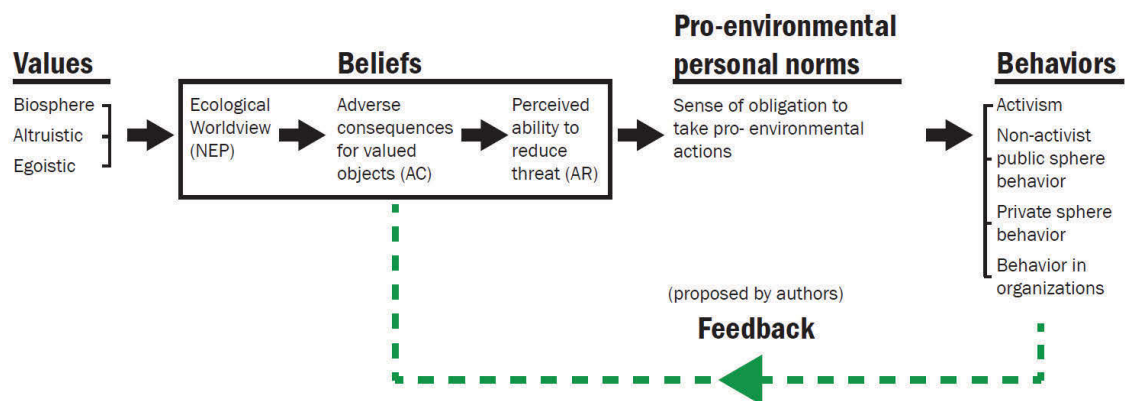 Values
Biosphere
Altruistic
Egoistic
Beliefs
Ecological
Worldview
(NEP)
Adverse
consequences
for valued
objects (AC)
Perceived
ability to
reduce
threat (AR)
Pro-environmental
personal norms
Sense of obligation to
take pro- environmental
actions
Behaviors
Activism
Non-activist
public sphere
behavior
Private sphere
behavior
Behavior in
organizations
(proposed by authors)
Feedback